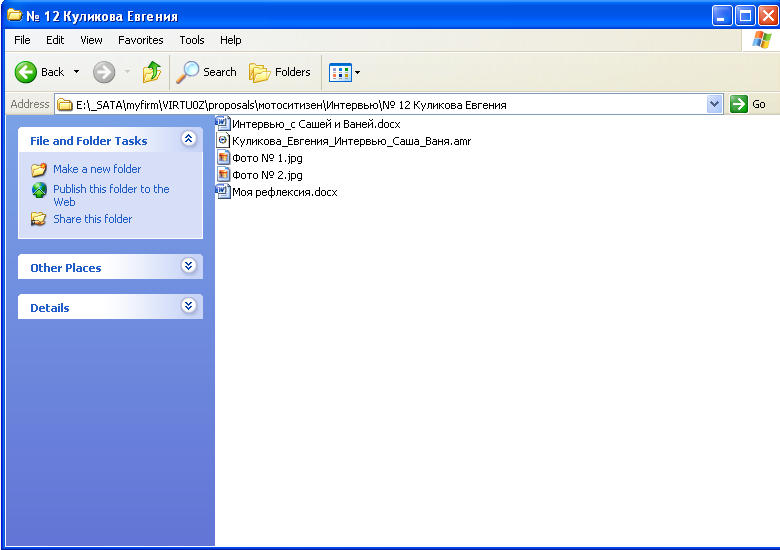 № 12 Куликова Евгения
File Edit View Favorites Tools Help
Back Search Folders
Address E:\_SATA\myfirm\VIRTU0Z\proposals\мотоситизен\Интервью\№ 12 Куликова Евгения Go
File and Folder Tasks
Make a new folder
Publish this folder to the
Web
Share this folder
Other Places
Details
Интервью_с Сашей и Ваней.docx
Куликова_Евгения_Интервью_Саша_Ваня.amr
Фото № 1.jpg
Фото № 2.jpg
Моя рефлексия.docx